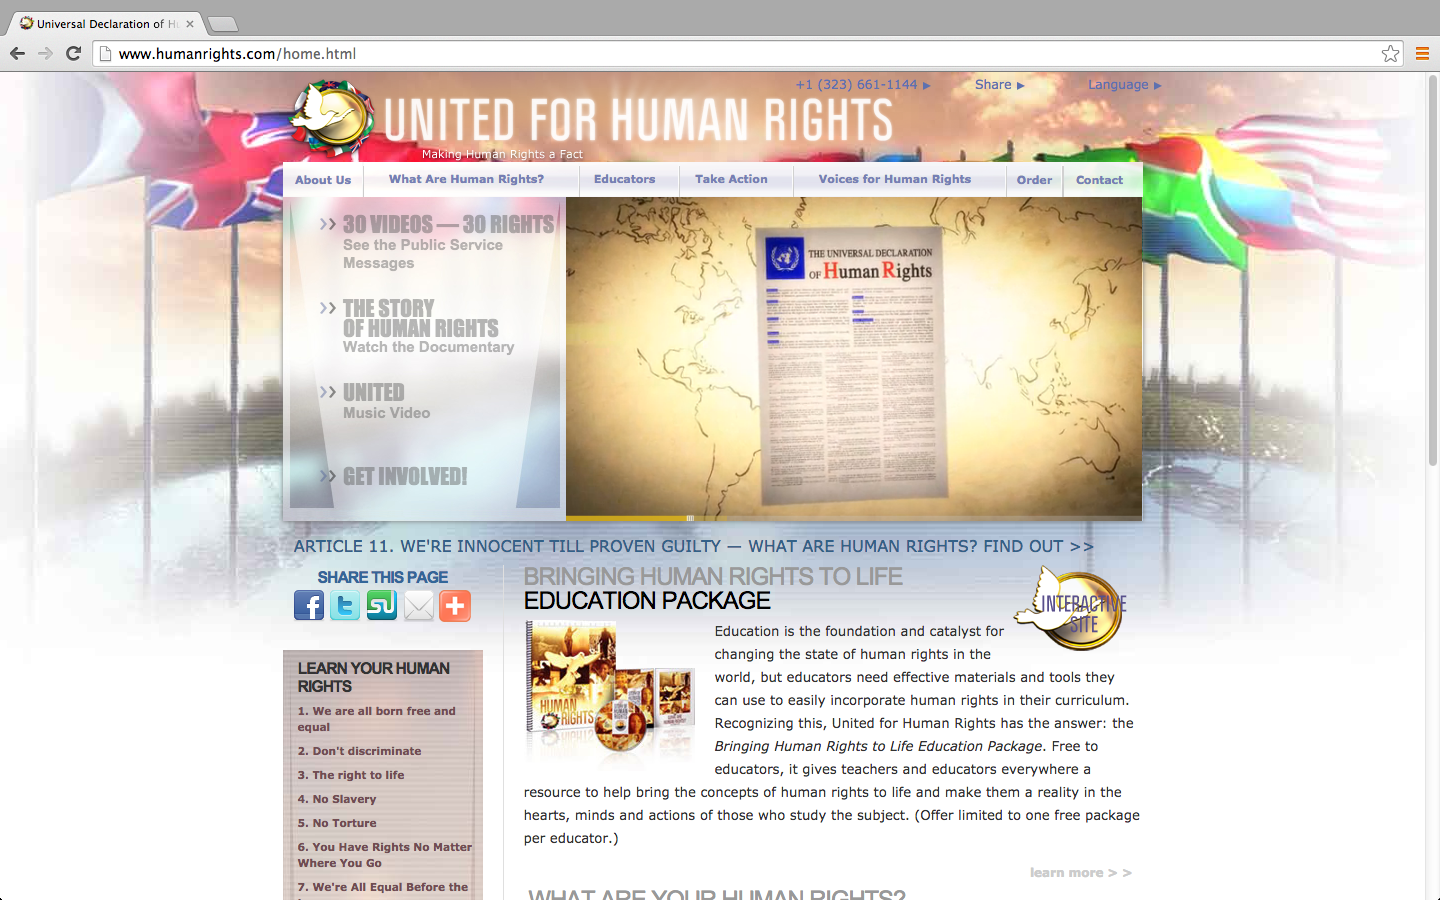 Universal Declaration of H
www.humanrights.com/home.html
+1 (323) 661-1144
Share
Language
UNITED FOR HUMAN RIGHTS
Making Human Rights a Fact
About Us
What Are Human Rights?
Educators
Take Action
Voices for Human Rights
Order
Contact
>> 30 VIDEOS — 30 RIGHTS
See the Public Service
Messages
>> THE STORY
OF HUMAN RIGHTS
Watch the Documentary
>> UNITED
Music Video
>> GET INVOLVED!
THE UNIVERSAL DECLARATION
OF Human Rights
ARTICLE 11. WE'RE INNOCENT TILL PROVEN GUILTY — WHAT ARE HUMAN RIGHTS? FIND OUT >>
SHARE THIS PAGE
LEARN YOUR HUMAN
RIGHTS
1. We are all born free and
equal
2. Don't discriminate
3. The right to life
4. No Slavery
5. No Torture
6. You Have Rights No Matter
Where You Go
7. We're All Equal Before the
BRINGING HUMAN RIGHTS TO LIFE
EDUCATION PACKAGE
INTERACTIVE
SITE
HUMAN
RIGHTS
Education is the foundation and catalyst for
changing the state of human rights in the
world, but educators need effective materials and tools they
can use to easily incorporate human rights in their curriculum.
Recognizing this, United for Human Rights has the answer: the
Bringing Human Rights to Life Education Package. Free to
educators, it gives teachers and educators everywhere a
resource to help bring the concepts of human rights to life and make them a reality in the
hearts, minds and actions of those who study the subject. (Offer limited to one free package
per educator.)
learn more > >
WHAT ARE YOUR HUMAN RIGHTS?